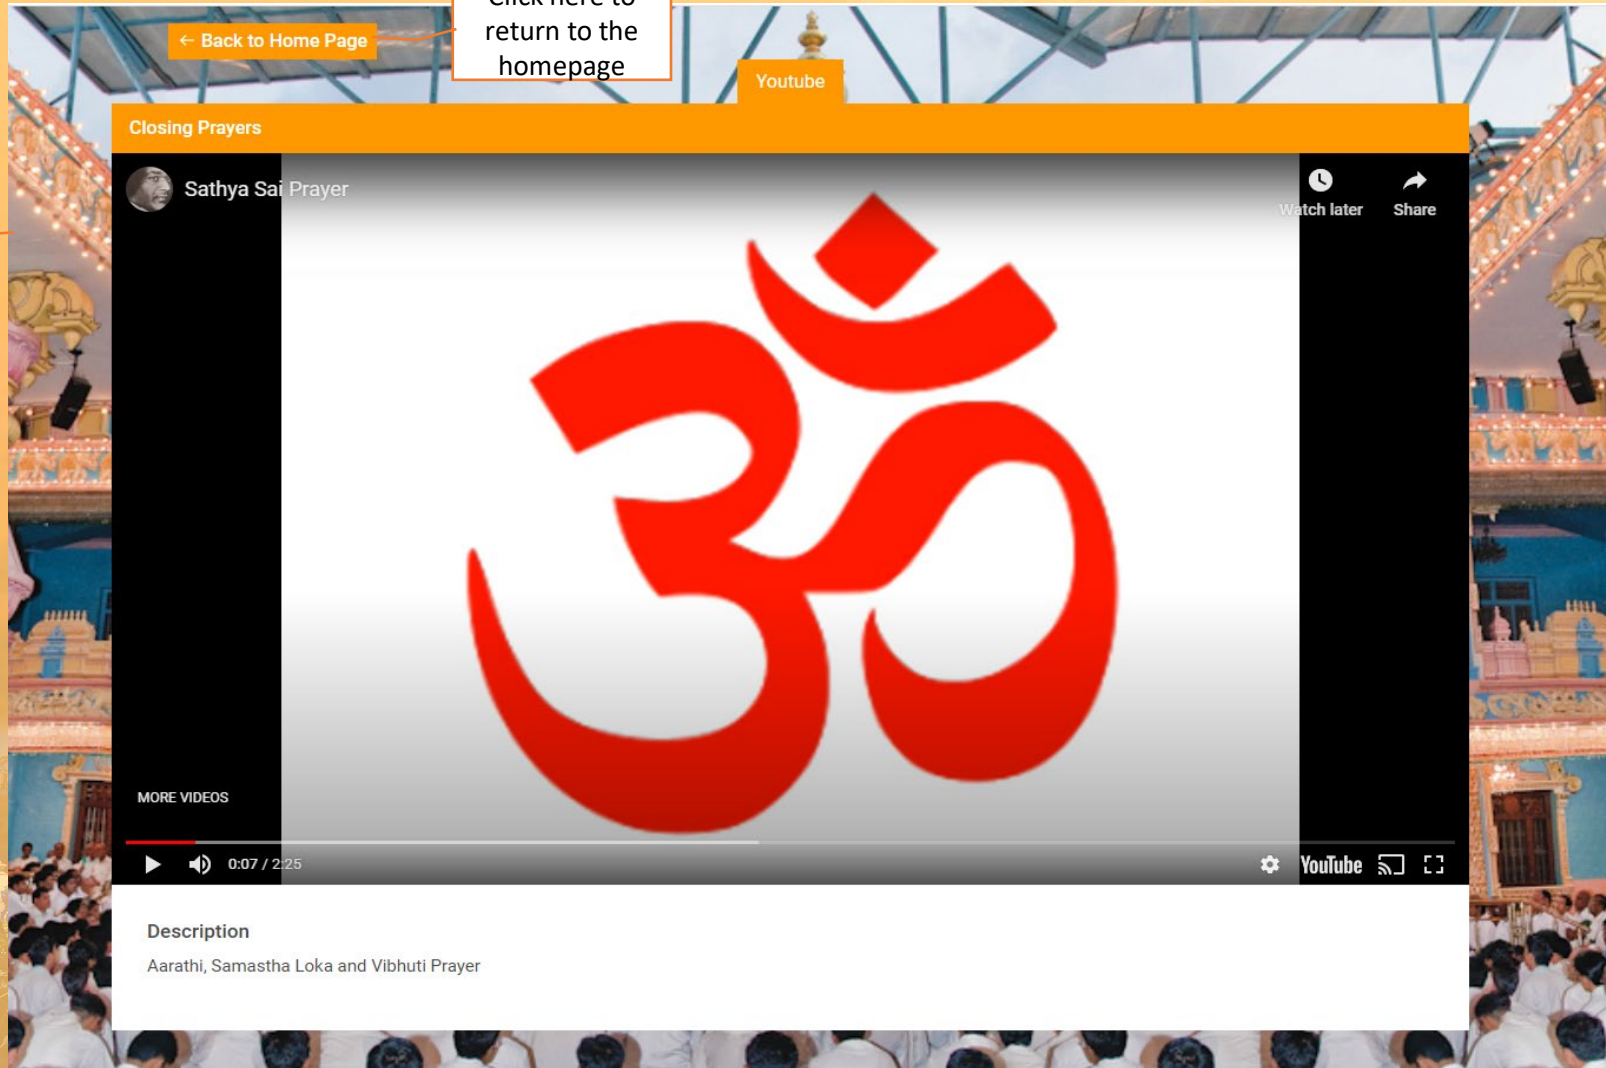 Click here to
return to the
homepage
← Back to Home Page
Youtube
Closing Prayers
Sathya Sai Prayer
Watch later
Share
ॐ
MORE VIDEOS
0:07 / 2:25
YouTube
Description
Aarathi, Samastha Loka and Vibhuti Prayer